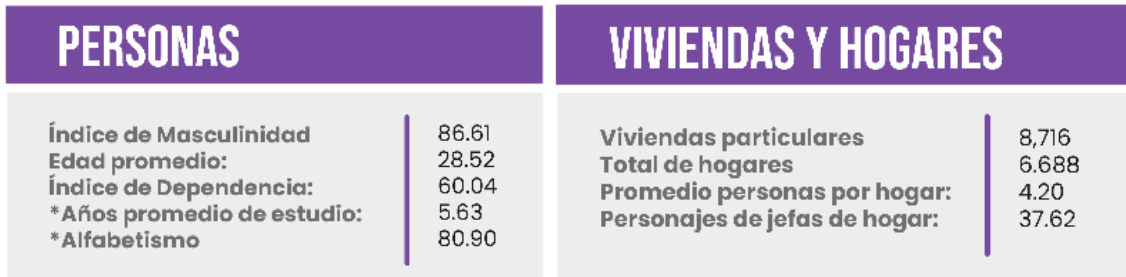 PERSONAS
Índice de Masculinidad 86.61
Edad promedio: 28.52
Índice de Dependencia: 60.04
*Años promedio de estudio: 5.63
*Alfabetismo 80.90
VIVIENDAS Y HOGARES
Viviendas particulares 8,716
Total de hogares 6.688
Promedio personas por hogar: 4.20
Personajes de jefas de hogar: 37.62